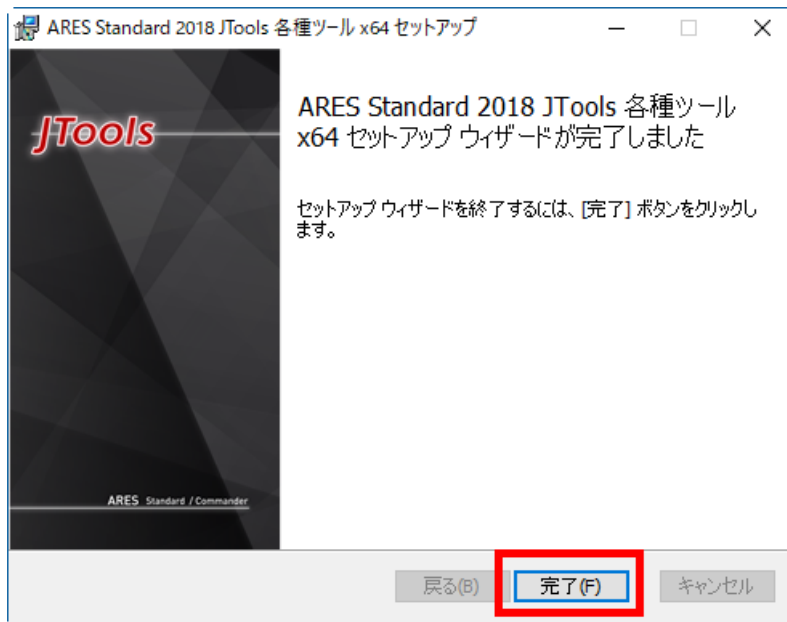 ARES Standard 2018 JTools 各種ツール x64 セットアップ
JTools
ARES Standard 2018 JTools 各種ツール
x64 セットアップ ウィザードが完了しました
セットアップ ウィザードを終了するには、[完了] ボタンをクリックし
ます。
ARES Standard / Commander
戻る(B) 完了(F) キャンセル